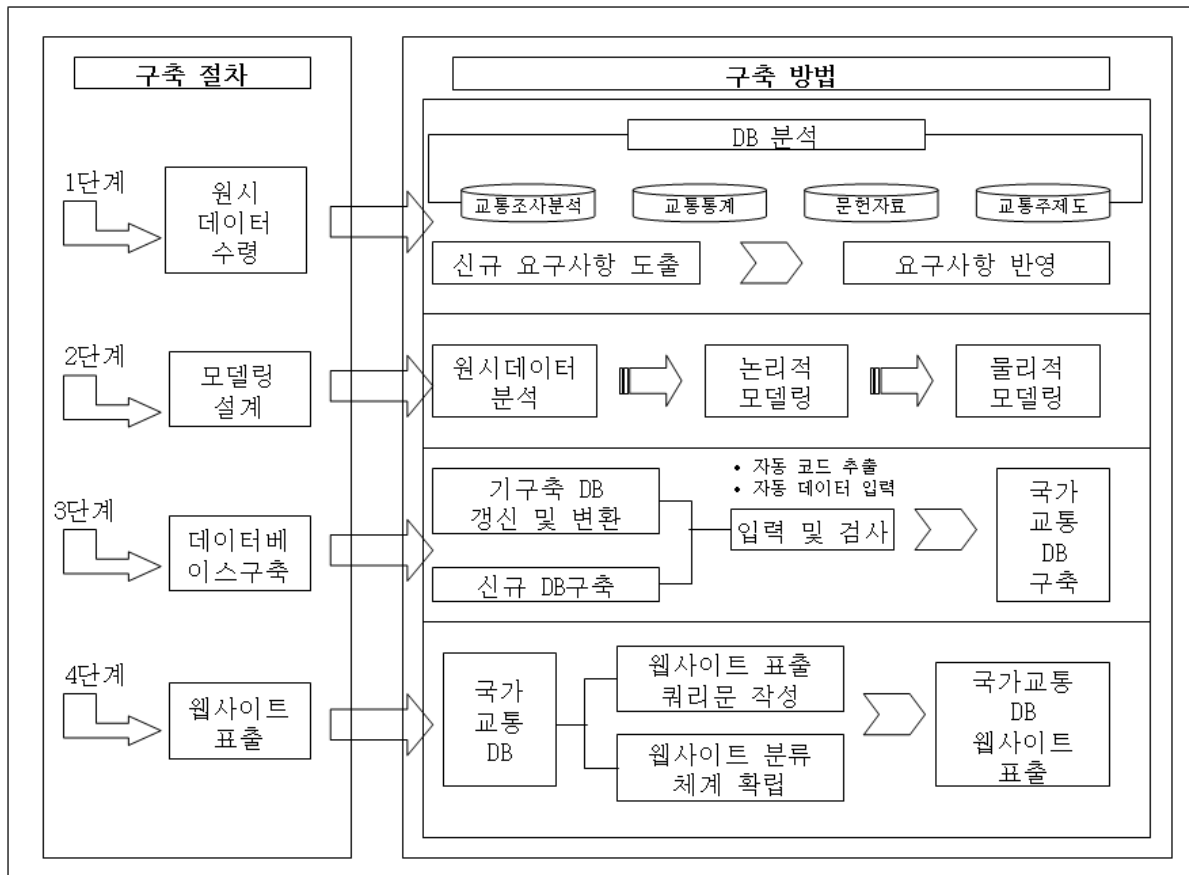 구축 절차
구축 방법
1단계
원시
데이터
수령
DB 분석
교통조사분석
교통통계
문헌자료
교통주제도
신규 요구사항 도출
요구사항 반영
2단계
모델링
설계
원시데이터
분석
논리적
모델링
물리적
모델링
3단계
데이터베
이스구축
기구축 DB
갱신 및 변환
신규 DB구축
• 자동 코드 추출
• 자동 데이터 입력
입력 및 검사
국가
교통
DB
구축
4단계
웹사이트
표출
국가
교통
DB
웹사이트 표출
쿼리문 작성
웹사이트 분류
체계 확립
국가교통
DB
웹사이트
표출